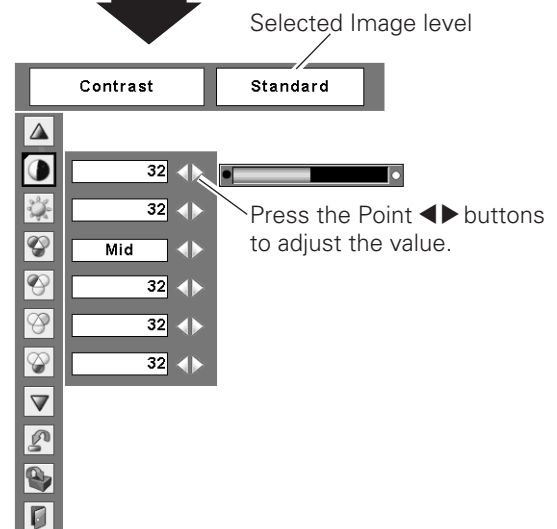 Selected Image level
Contrast
Standard
32
32
Press the Point ◀▶ buttons
to adjust the value.
Mid
32
32
32